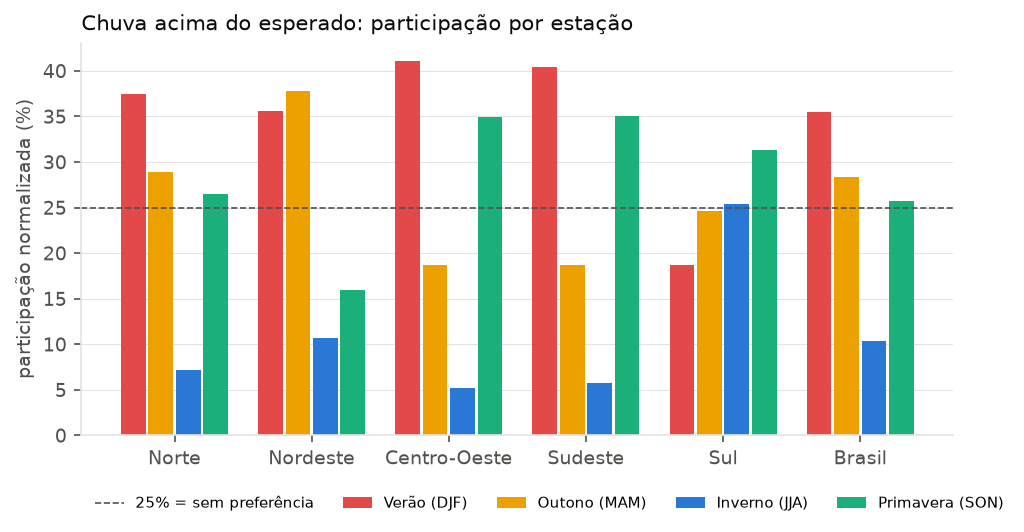 Chuva acima do esperado: participação por estação
participação normalizada (%)
40
35
30
25
20
15
10
5
0
Norte Nordeste Centro-Oeste Sudeste Sul Brasil
25% = sem preferência Verão (DJF) Outono (MAM) Inverno (JJA) Primavera (SON)